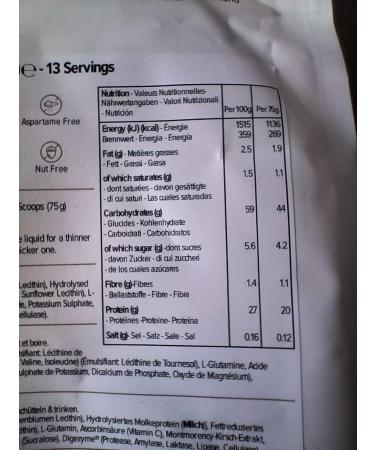 ℮ - 13 Servings
Aspartame Free
Nut Free
Scoops (75g)
e liquid for a thinner
icker one.
Lecithin), Hydrolysed
Sunflower Lecithin), L-
e, Potassium Sulphate,
ellulase).
Nutrition - Valeurs Nutritionnelles-
Nährwertangaben - Valori Nutrizionali
- Nutrición
Per 100g Per 75g
Energy (kJ) (kcal) - Énergie 1515 1136
Brennwert - Energia - Energía 359 269
Fat (g) - Matières grasses 2.5 1.9
- Fett - Grassi - Grasa
of which saturates (g) 1.5 1.1
- dont saturées - davon gesättigte
- di cui saturi - Las cuales saturadas
Carbohydrates (g) 59 44
- Glucides - Kohlenhydrate
- Carboidrati - Carbohidratos
of which sugar (g) -dont sucres 5.6 4.2
- davon Zucker - di cui zuccheri
- de los cuales azúcares
Fibre (g)-Fibres 1.4 1.1
- Ballaststoffe - Fibre - Fibra
Protein (g) 27 20
- Protéines -Proteine- Proteína
Salt (g)- Sel - Salz - Sale - Sal 0.16 0.12
et boire.
lsifiant: Lécithine de
Valine, Isoleucine) (Émulsifiant: Lécithine de Tournesol), L-Glutamine, Acide
ulphate de Potassium, Dicalcium de Phosphate, Oxyde de Magnésium),
schütteln & trinken.
nenblumen Lecithin), Hydrolysiertes Molkeprotein (Milch), Fettreduziertes
ithin), L-Glutamin, Ascorbinsäure (Vitamin C), Montmorency-Kirsch-Extrakt,
(Sucralose), Digezyme® (Protease, Amylase, Laktase, Lipase, Cellulase)